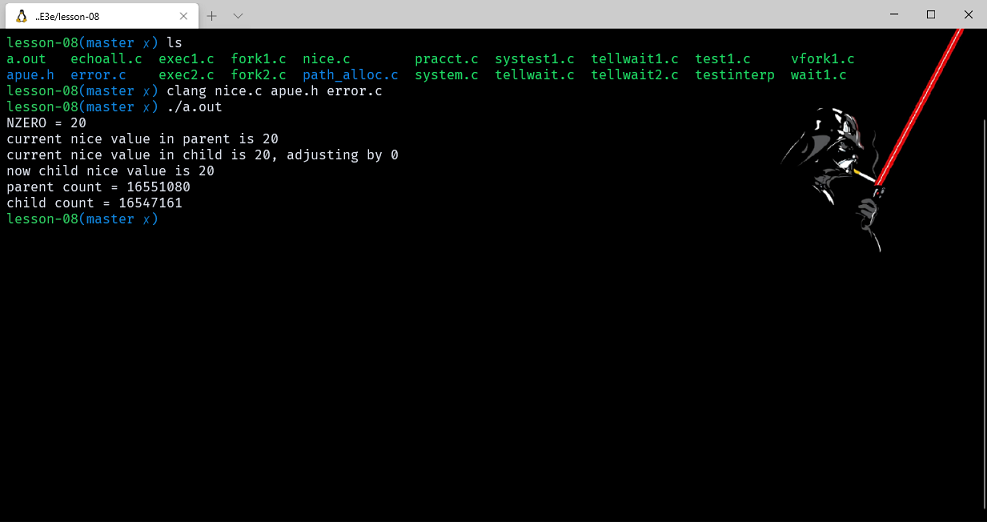 ..E3e/lesson-08
lesson-08(master x) ls
a.out echoall.c exec1.c fork1.c nice.c pracct.c systest1.c tellwait1.c test1.c vfork1.c
apue.h error.c exec2.c fork2.c path_alloc.c system.c tellwait.c tellwait2.c testinterp wait1.c
lesson-08(master x) clang nice.c apue.h error.c
lesson-08(master x) ./a.out
NZERO = 20
current nice value in parent is 20
current nice value in child is 20, adjusting by 0
now child nice value is 20
parent count = 16551080
child count = 16547161
lesson-08(master x)